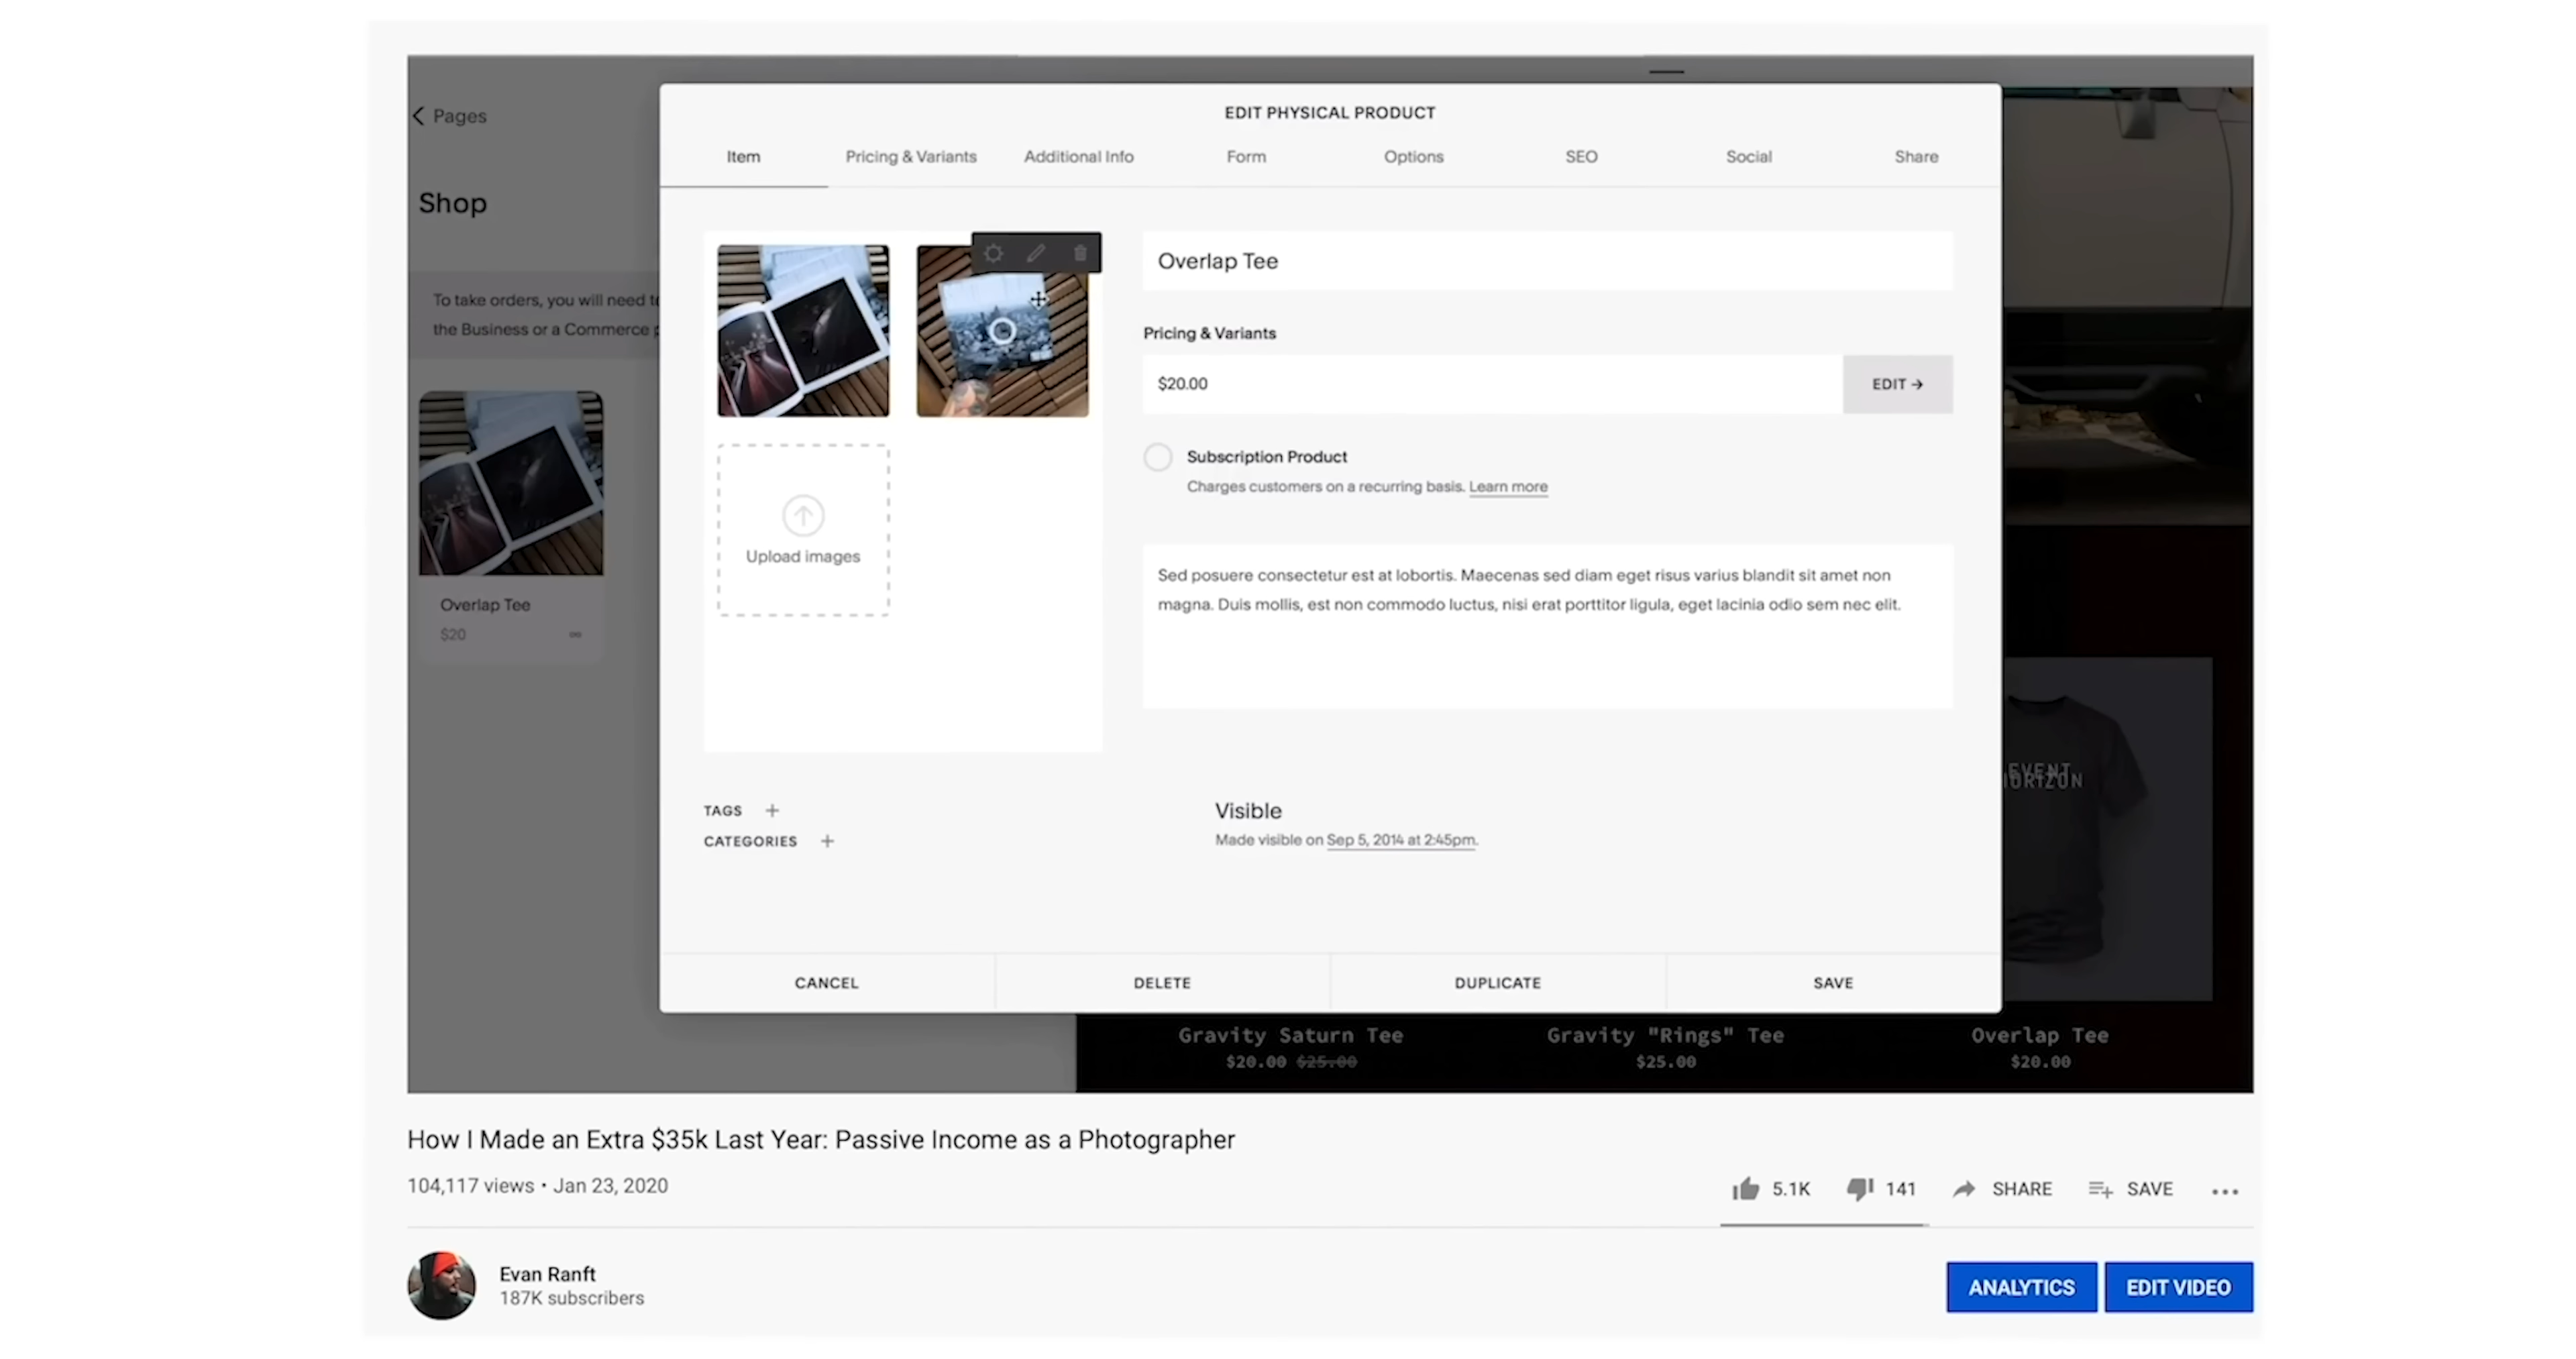 Pages
Shop
To take orders, you will need to
the Business or a Commerce p
Overlap Tee
$20
EDIT PHYSICAL PRODUCT
Item
Pricing & Variants
Additional Info
Form
Options
SEO
Social
Share
Upload images
Overlap Tee
Pricing & Variants
$20.00
EDIT →
Subscription Product
Charges customers on a recurring basis. Learn more
Sed posuere consectetur est at lobortis. Maecenas sed diam eget risus varius blandit sit amet non
magna. Duis mollis, est non commodo luctus, nisi erat porttitor ligula, eget lacinia odio sem nec elit.
TAGS +
CATEGORIES +
Visible
Made visible on Sep 5, 2014 at 2:45pm.
CANCEL
DELETE
DUPLICATE
SAVE
EVENT
HORIZON
Gravity Saturn Tee
$20.00 $25.00
Gravity "Rings" Tee
$25.00
Overlap Tee
$20.00
How I Made an Extra $35k Last Year: Passive Income as a Photographer
104,117 views • Jan 23, 2020
5.1K
141
SHARE
SAVE
...
Evan Ranft
187K subscribers
ANALYTICS
EDIT VIDEO